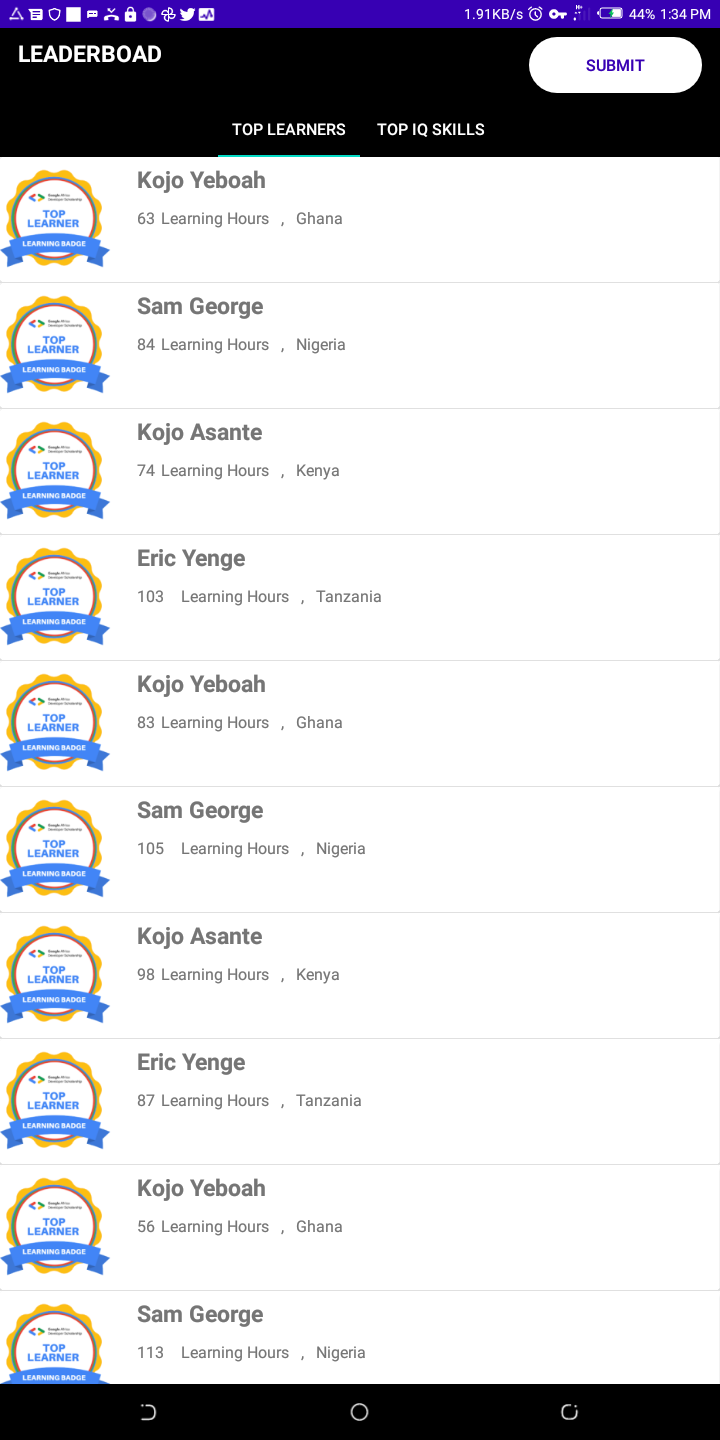 1.91KB/s 44% 1:34 PM
LEADERBOAD
SUBMIT
TOP LEARNERS TOP IQ SKILLS
Kojo Yeboah
63 Learning Hours , Ghana
TOP
LEARNER
LEARNING BADGE
Sam George
84 Learning Hours , Nigeria
TOP
LEARNER
LEARNING BADGE
Kojo Asante
74 Learning Hours , Kenya
TOP
LEARNER
LEARNING BADGE
Eric Yenge
103 Learning Hours , Tanzania
TOP
LEARNER
LEARNING BADGE
Kojo Yeboah
83 Learning Hours , Ghana
TOP
LEARNER
LEARNING BADGE
Sam George
105 Learning Hours , Nigeria
TOP
LEARNER
LEARNING BADGE
Kojo Asante
98 Learning Hours , Kenya
TOP
LEARNER
LEARNING BADGE
Eric Yenge
87 Learning Hours , Tanzania
TOP
LEARNER
LEARNING BADGE
Kojo Yeboah
56 Learning Hours , Ghana
TOP
LEARNER
LEARNING BADGE
Sam George
113 Learning Hours , Nigeria
TOP
LEARNER
LEARNING BADGE